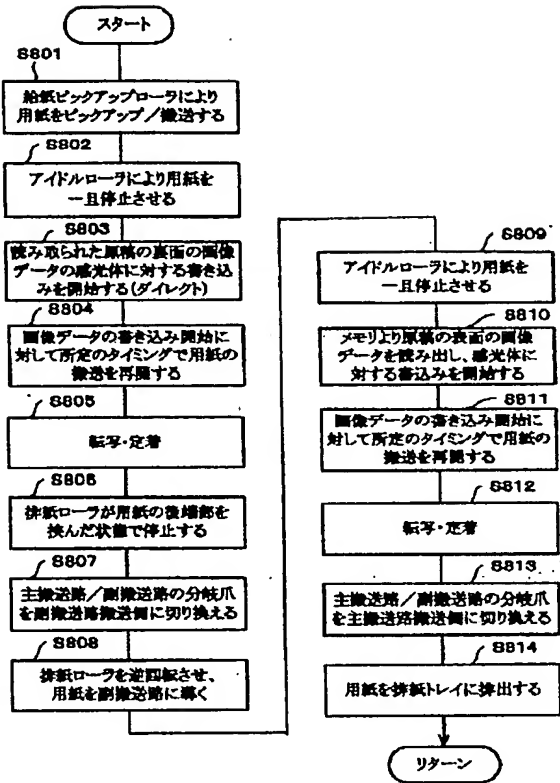 スタート
S801
給紙ピックアップローラにより
用紙をピックアップ／搬送する
S802
アイドルローラにより用紙を
一旦停止させる
S803
読み取られた原稿の裏面の画像
データの感光体に対する書き込
みを開始する(ダイレクト)
S804
画像データの書き込み開始に
対して所定のタイミングで用紙の
搬送を再開する
S805
転写・定着
S806
排紙ローラが用紙の後端部を
挟んだ状態で停止する
S807
主搬送路／副搬送路の分岐爪
を副搬送路搬送側に切り換える
S808
排紙ローラを逆回転させ、
用紙を副搬送路に導く
S809
アイドルローラにより用紙を
一旦停止させる
S810
メモリより原稿の表面の画像
データを読み出し、感光体
に対する書込みを開始する
S811
画像データの書き込み開始に
対して所定のタイミングで用紙の
搬送を再開する
S812
転写・定着
S813
主搬送路／副搬送路の分岐爪
を主搬送路搬送側に切り換える
S814
用紙を排紙トレイに排出する
リターン